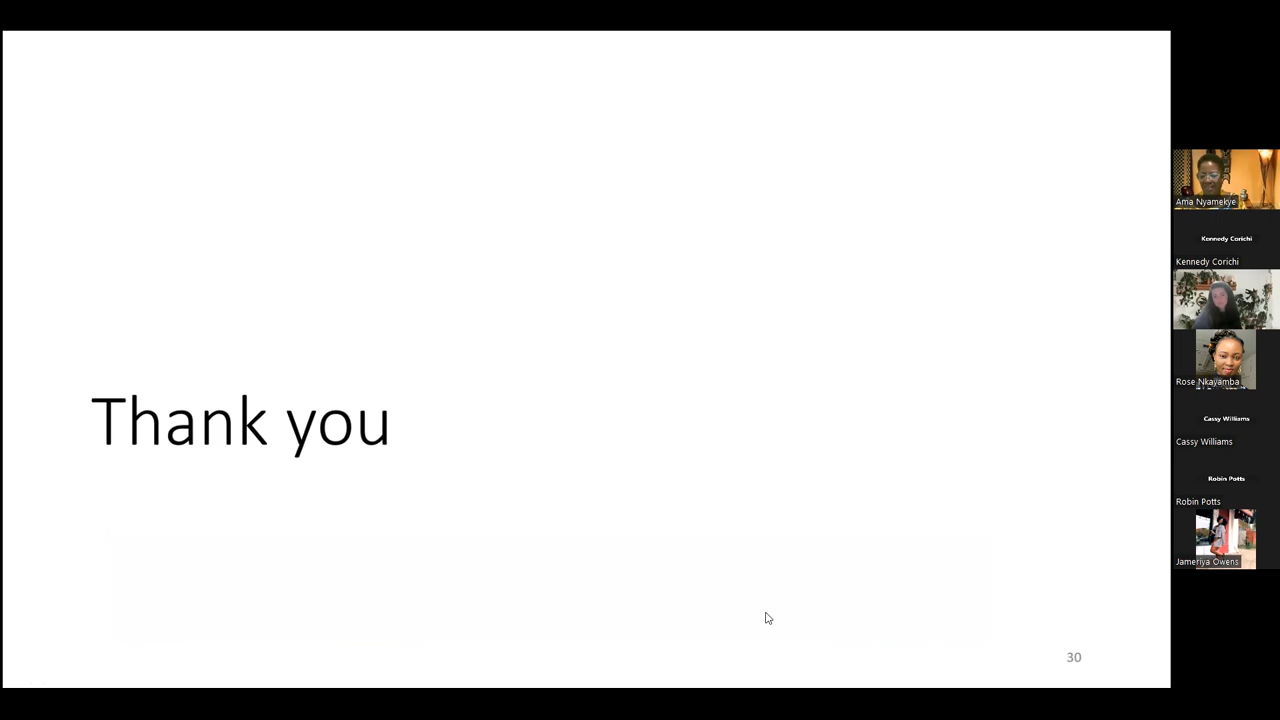 Thank you
30
Ama Nyamekye
Kennedy Corichi
Kennedy Corichi
Rose Nkayamba
Cassy Williams
Cassy Williams
Robin Potts
Robin Potts
Jameriya Owens